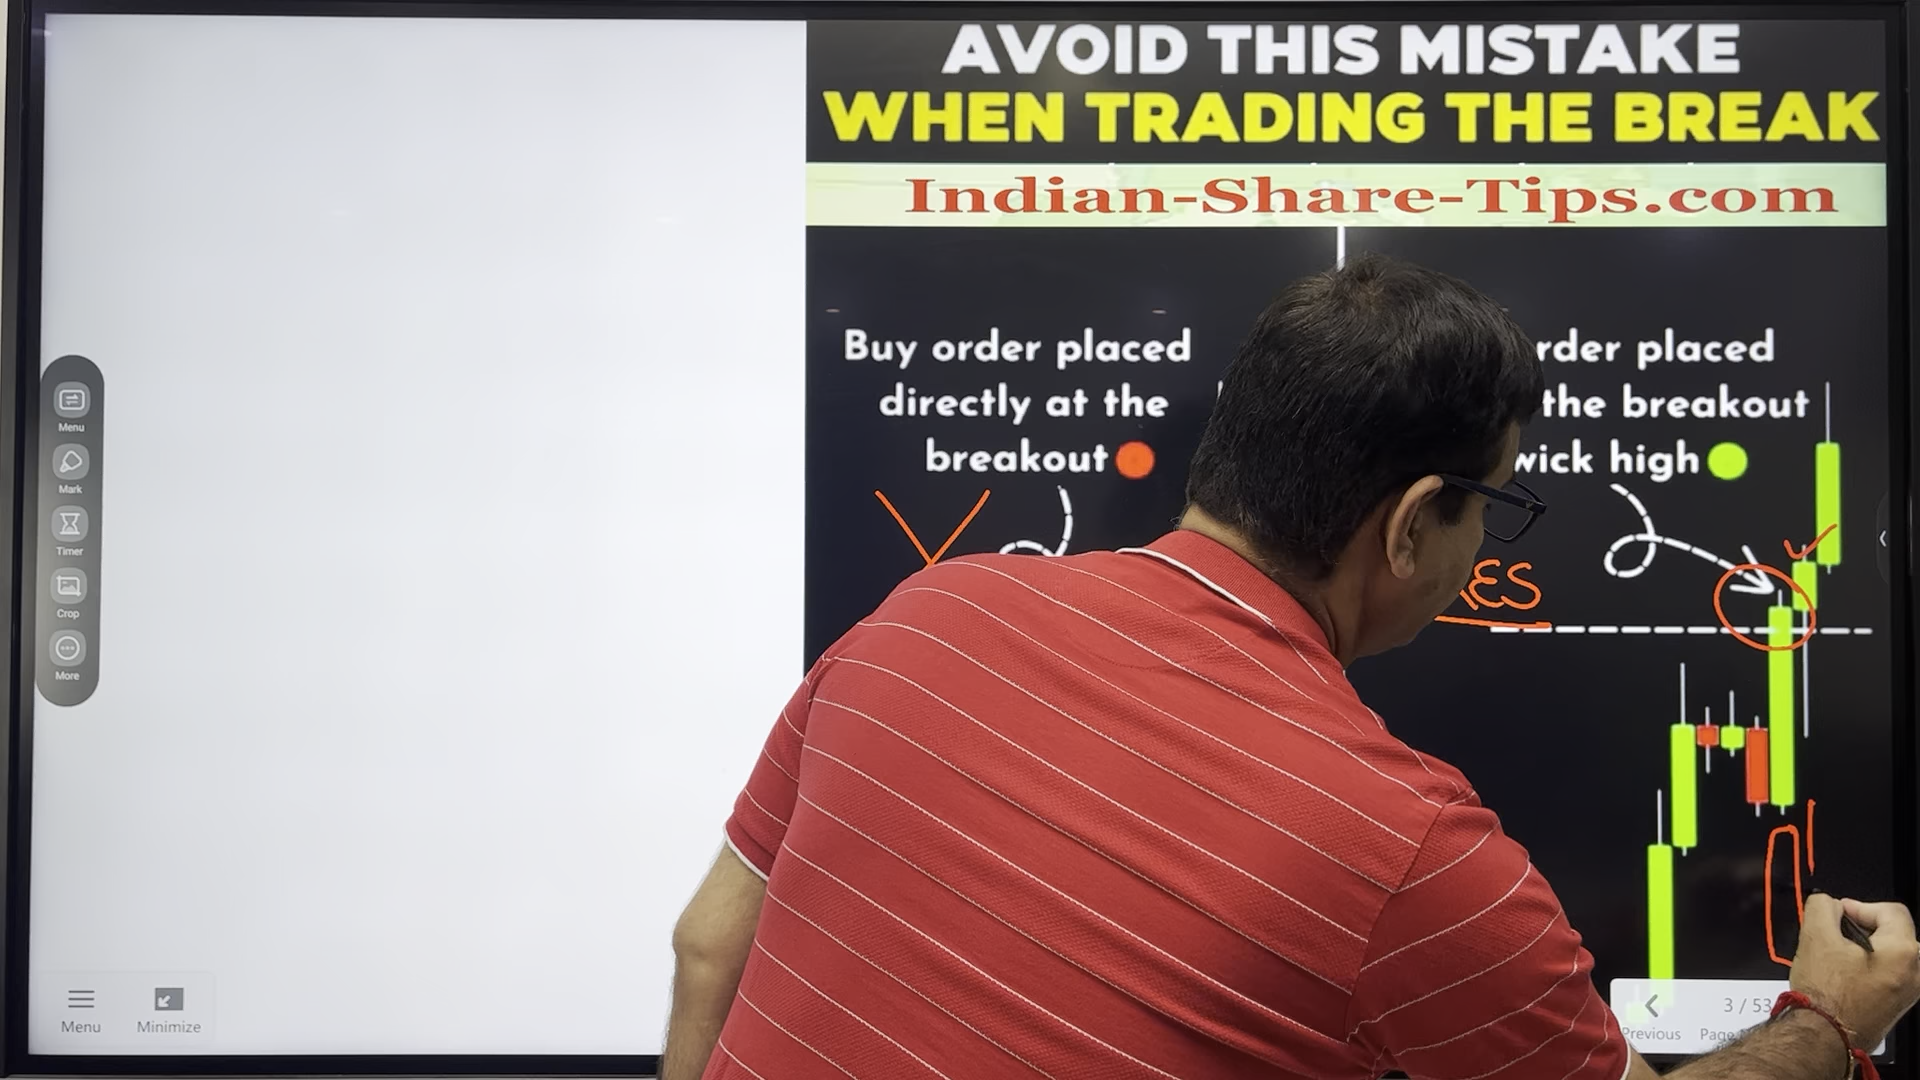 AVOID THIS MISTAKE
WHEN TRADING THE BREAK
Indian-Share-Tips.com
Buy order placed
directly at the
breakout
placed
the breakout
wick high
Menu
Mark
Timer
Crop
More
Menu
Minimize
3 / 53
Previous